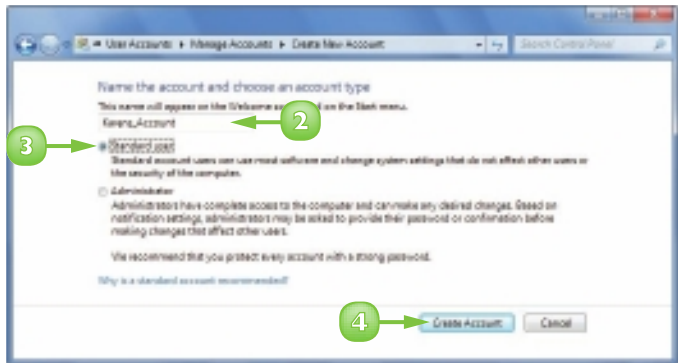 User Accounts ▸ Manage Accounts ▸ Create New Account
Search Control Panel
Name the account and choose an account type
This name will appear on the Welcome screen and on the Start menu.
2
3
Standard user
Standard account users can use most software and change system settings that do not affect other users or
the security of the computer.
Administrator
Administrators have complete access to the computer and can make any desired changes. Based on
notification settings, administrators may be asked to provide their password or confirmation before
making changes that affect other users.
We recommend that you protect every account with a strong password.
Why is a standard account recommended?
4
Create Account
Cancel